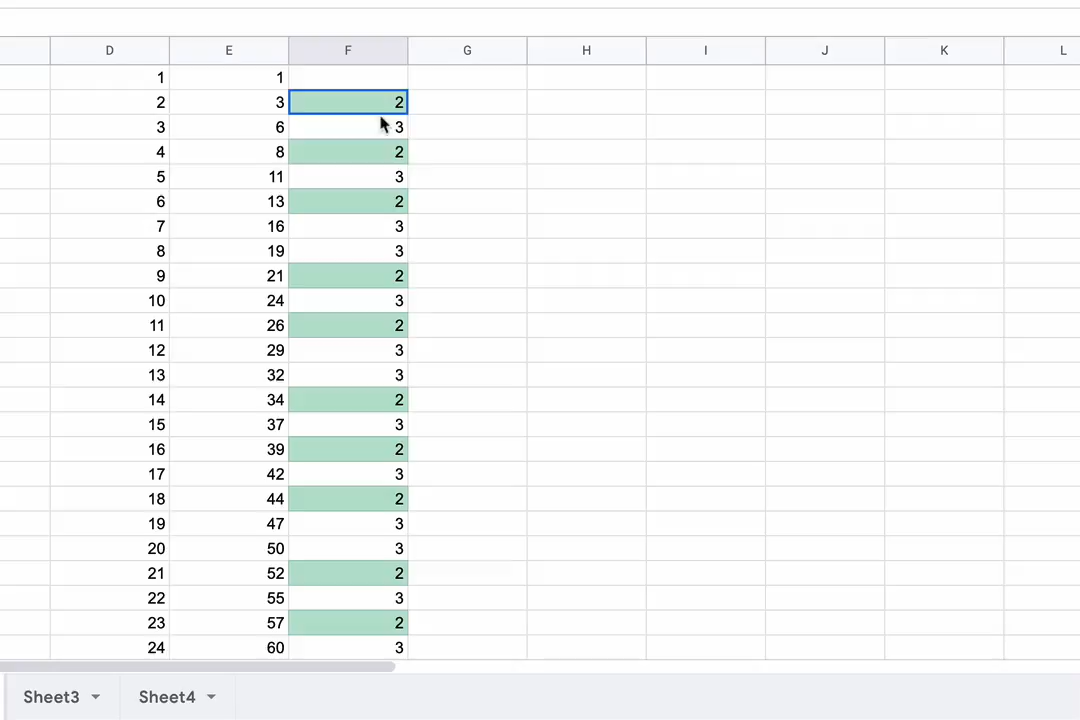 D E F G H I J K L
1 1
2 3 2
3 6 3
4 8 2
5 11 3
6 13 2
7 16 3
8 19 3
9 21 2
10 24 3
11 26 2
12 29 3
13 32 3
14 34 2
15 37 3
16 39 2
17 42 3
18 44 2
19 47 3
20 50 3
21 52 2
22 55 3
23 57 2
24 60 3
Sheet3 Sheet4